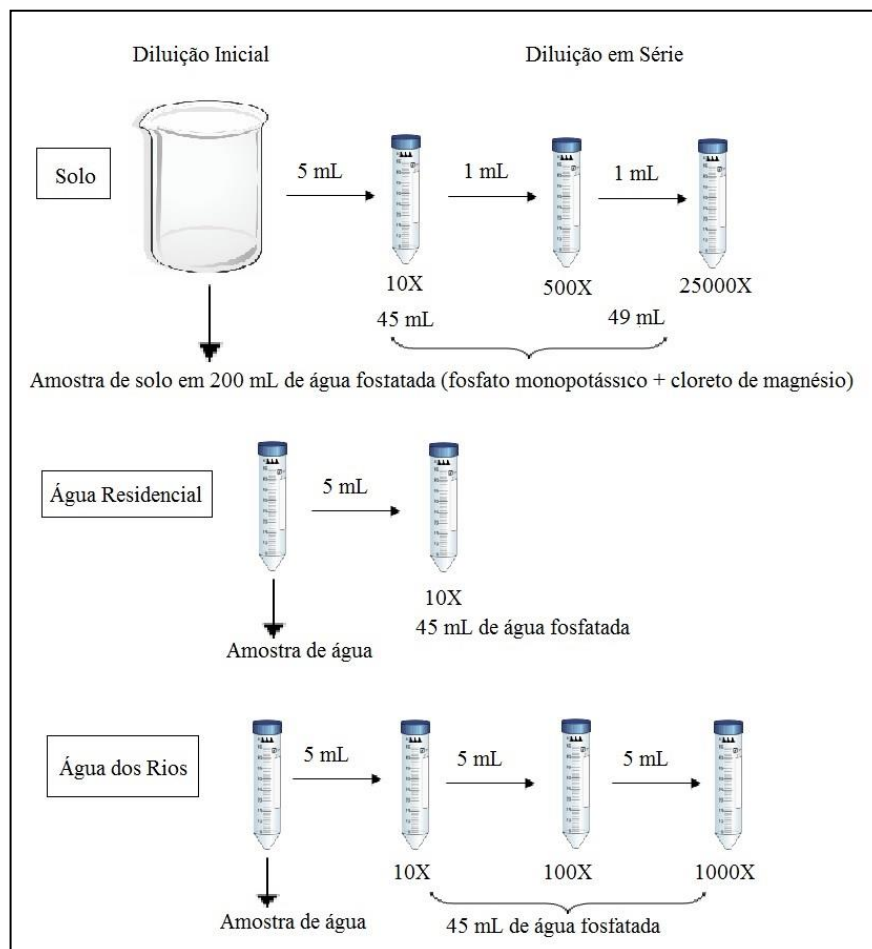 Diluição Inicial
Diluição em Série
Solo
5 mL
1 mL
1 mL
10X
500X
25000X
45 mL
49 mL
Amostra de solo em 200 mL de água fosfatada (fosfato monopotássico + cloreto de magnésio)
Água Residencial
5 mL
10X
45 mL de água fosfatada
Amostra de água
Água dos Rios
5 mL
5 mL
5 mL
10X
100X
1000X
Amostra de água
45 mL de água fosfatada